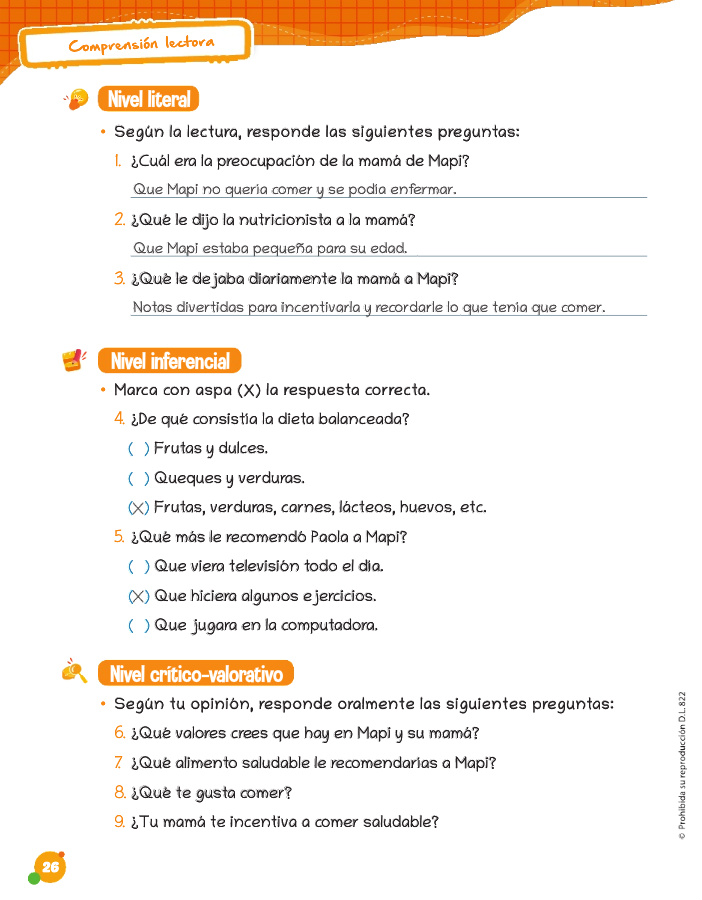 Comprensión lectora
Nivel literal
• Según la lectura, responde las siguientes preguntas:
1. ¿Cuál era la preocupación de la mamá de Mapi?
Que Mapi no quería comer y se podía enfermar.
2. ¿Qué le dijo la nutricionista a la mamá?
Que Mapi estaba pequeña para su edad.
3. ¿Qué le dejaba diariamente la mamá a Mapi?
Notas divertidas para incentivarla y recordarle lo que tenía que comer.
Nivel inferencial
• Marca con aspa (X) la respuesta correcta.
4. ¿De qué consistía la dieta balanceada?
( ) Frutas y dulces.
( ) Queques y verduras.
(X) Frutas, verduras, carnes, lácteos, huevos, etc.
5. ¿Qué más le recomendó Paola a Mapi?
( ) Que viera televisión todo el día.
(X) Que hiciera algunos ejercicios.
( ) Que jugara en la computadora.
Nivel crítico-valorativo
• Según tu opinión, responde oralmente las siguientes preguntas:
6. ¿Qué valores crees que hay en Mapi y su mamá?
7. ¿Qué alimento saludable le recomendarías a Mapi?
8. ¿Qué te gusta comer?
9. ¿Tu mamá te incentiva a comer saludable?
26
© Prohibida su reproducción D.L. 822